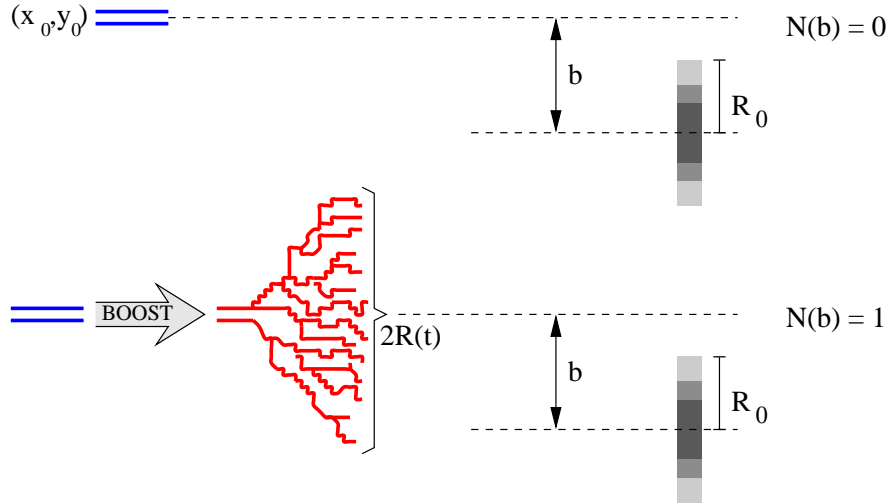 (x₀,y₀)
N(b) = 0
b
R₀
BOOST
2R(t)
N(b) = 1
b
R₀